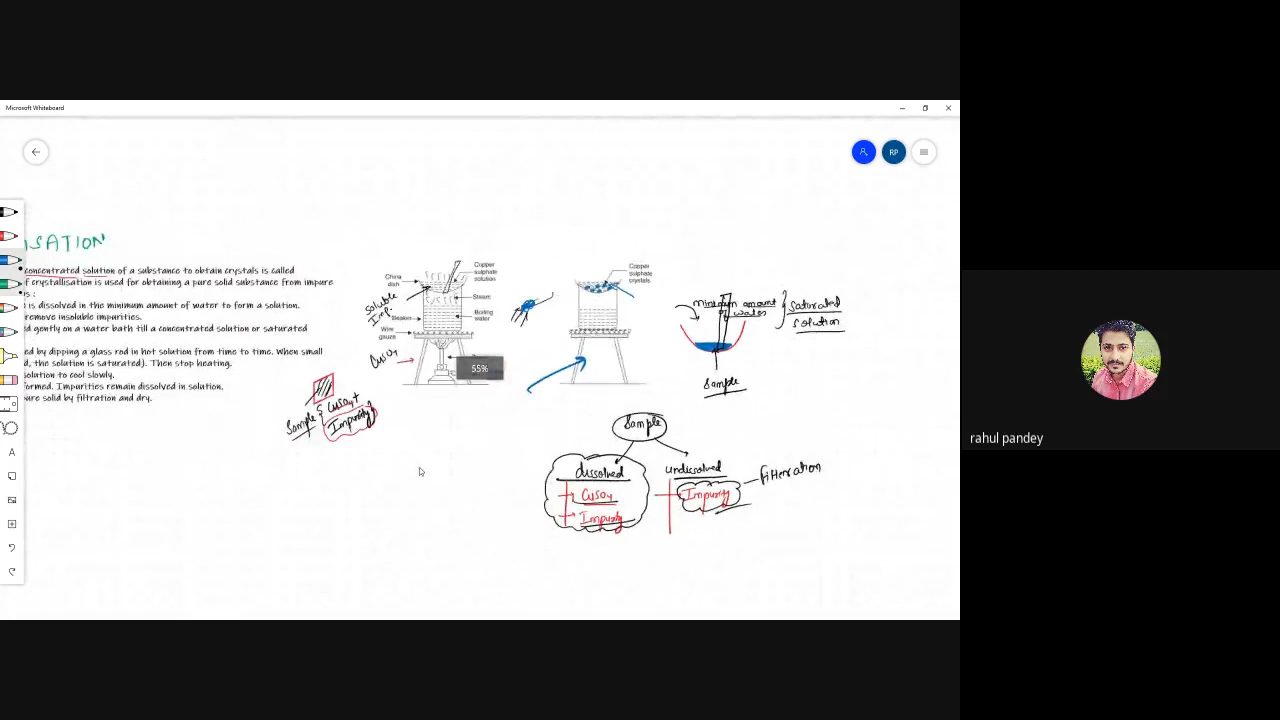 Microsoft Whiteboard
RP
ISATION
concentrated solution of a substance to obtain crystals is called
f crystallisation is used for obtaining a pure solid substance from impure
is :
is dissolved in the minimum amount of water to form a solution.
remove insoluble impurities.
d gently on a water bath till a concentrated solution or saturated
ed by dipping a glass rod in hot solution from time to time. When small
d, the solution is saturated). Then stop heating.
olution to cool slowly.
formed. Impurities remain dissolved in solution.
ure solid by filtration and dry.
China
dish
Copper
sulphate
solution
Steam
Beaker
Boiling
water
Wire
gauze
Soluble
Imp.
CuSO4
55%
Sample { CuSO4 +
Impurity }
Copper
sulphate
crystals
minimum amount
of water
Saturated
solution
Sample
Sample
dissolved
CuSO4
Impurity
undissolved
Impurity
filteration
rahul pandey
A